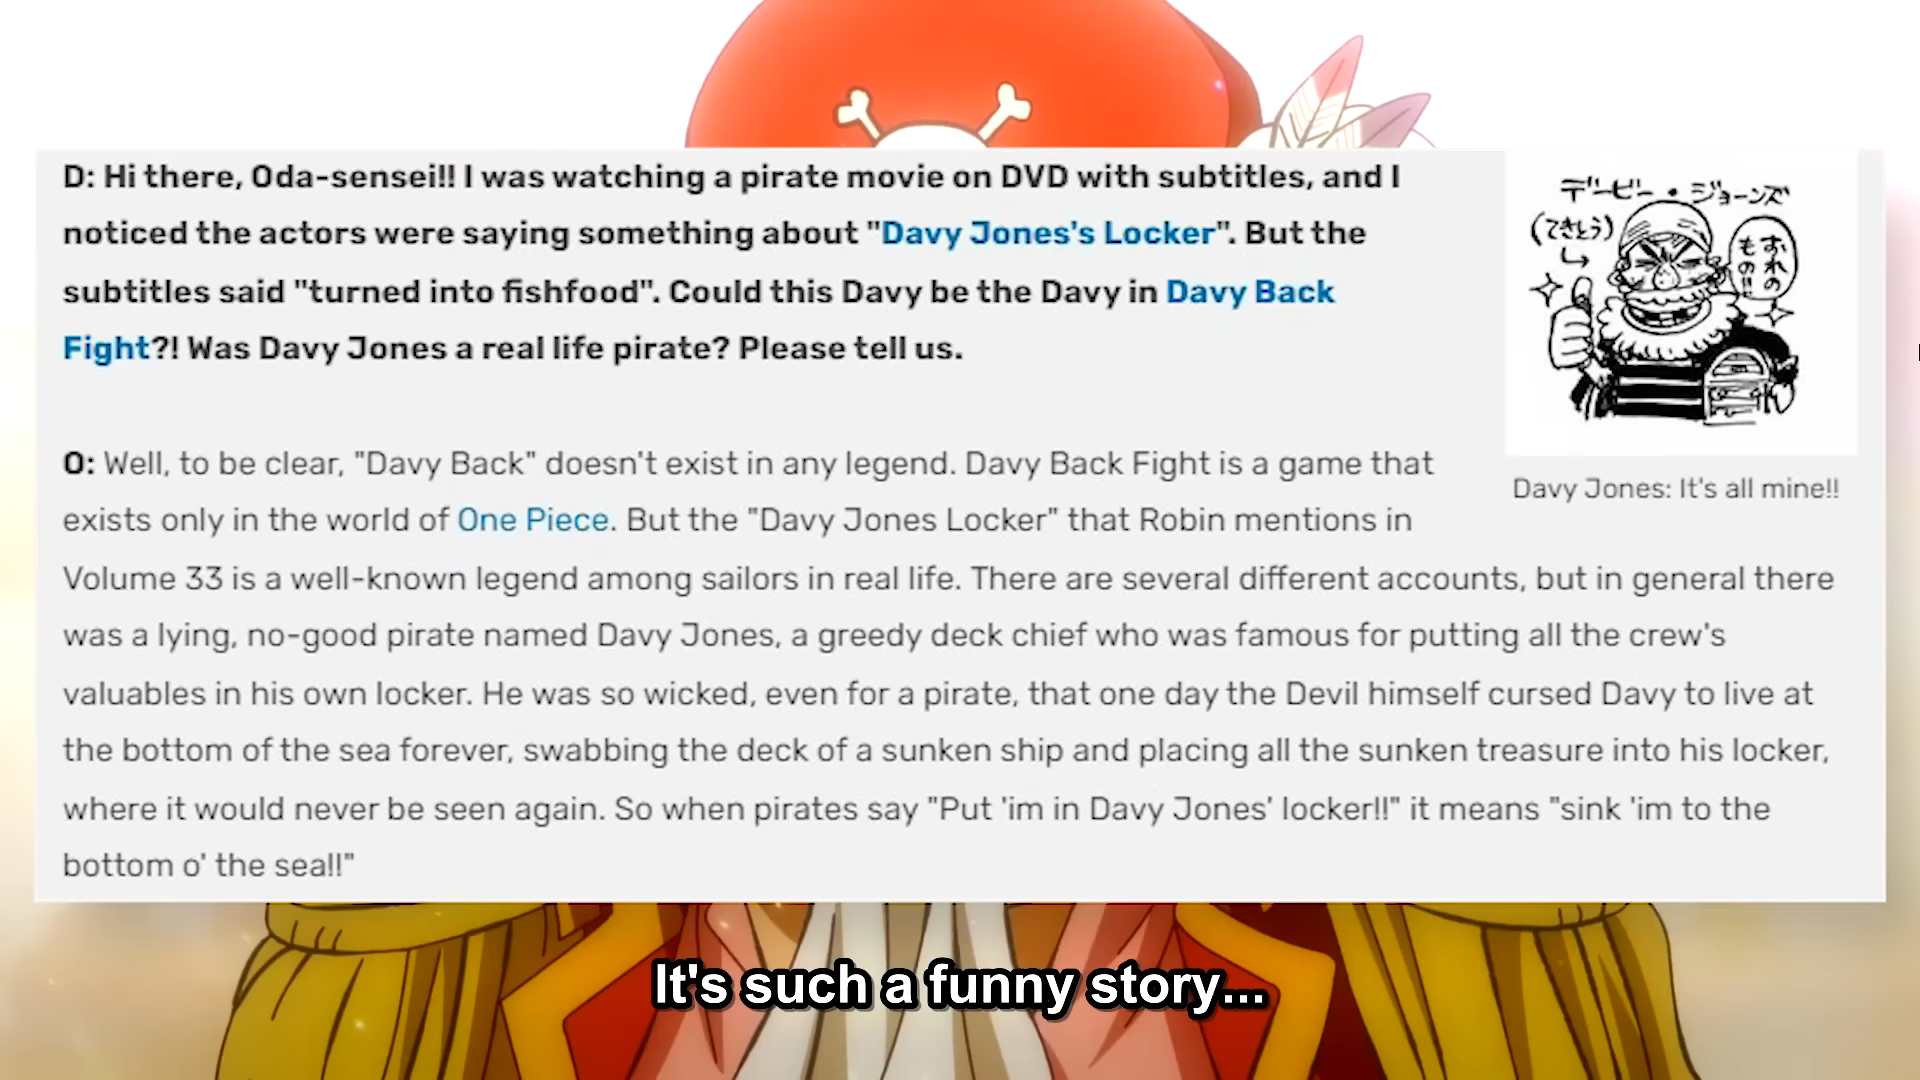 D: Hi there, Oda-sensei!! I was watching a pirate movie on DVD with subtitles, and I
noticed the actors were saying something about "Davy Jones's Locker". But the
subtitles said "turned into fishfood". Could this Davy be the Davy in Davy Back
Fight?! Was Davy Jones a real life pirate? Please tell us.
デービー・ジョーンズ
(てきとう)
おれの
もの!!
Davy Jones: It's all mine!!
O: Well, to be clear, "Davy Back" doesn't exist in any legend. Davy Back Fight is a game that
exists only in the world of One Piece. But the "Davy Jones Locker" that Robin mentions in
Volume 33 is a well-known legend among sailors in real life. There are several different accounts, but in general there
was a lying, no-good pirate named Davy Jones, a greedy deck chief who was famous for putting all the crew's
valuables in his own locker. He was so wicked, even for a pirate, that one day the Devil himself cursed Davy to live at
the bottom of the sea forever, swabbing the deck of a sunken ship and placing all the sunken treasure into his locker,
where it would never be seen again. So when pirates say "Put 'im in Davy Jones' locker!!" it means "sink 'im to the
bottom o' the sea!!"
It's such a funny story...